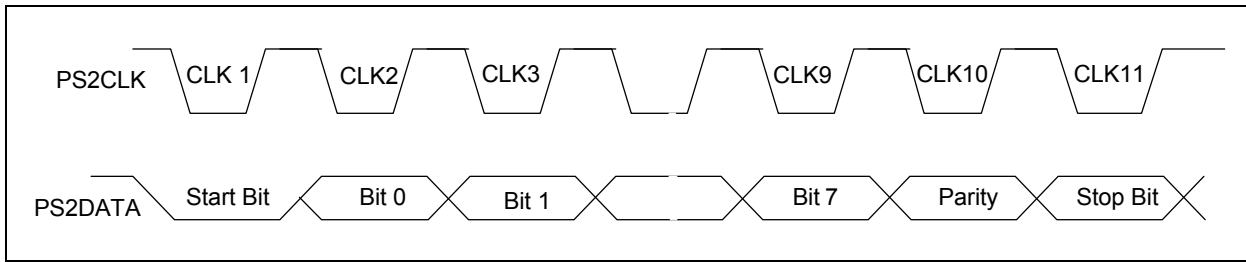 PS2CLK CLK 1 CLK2 CLK3 CLK9 CLK10 CLK11
PS2DATA Start Bit Bit 0 Bit 1 Bit 7 Parity Stop Bit